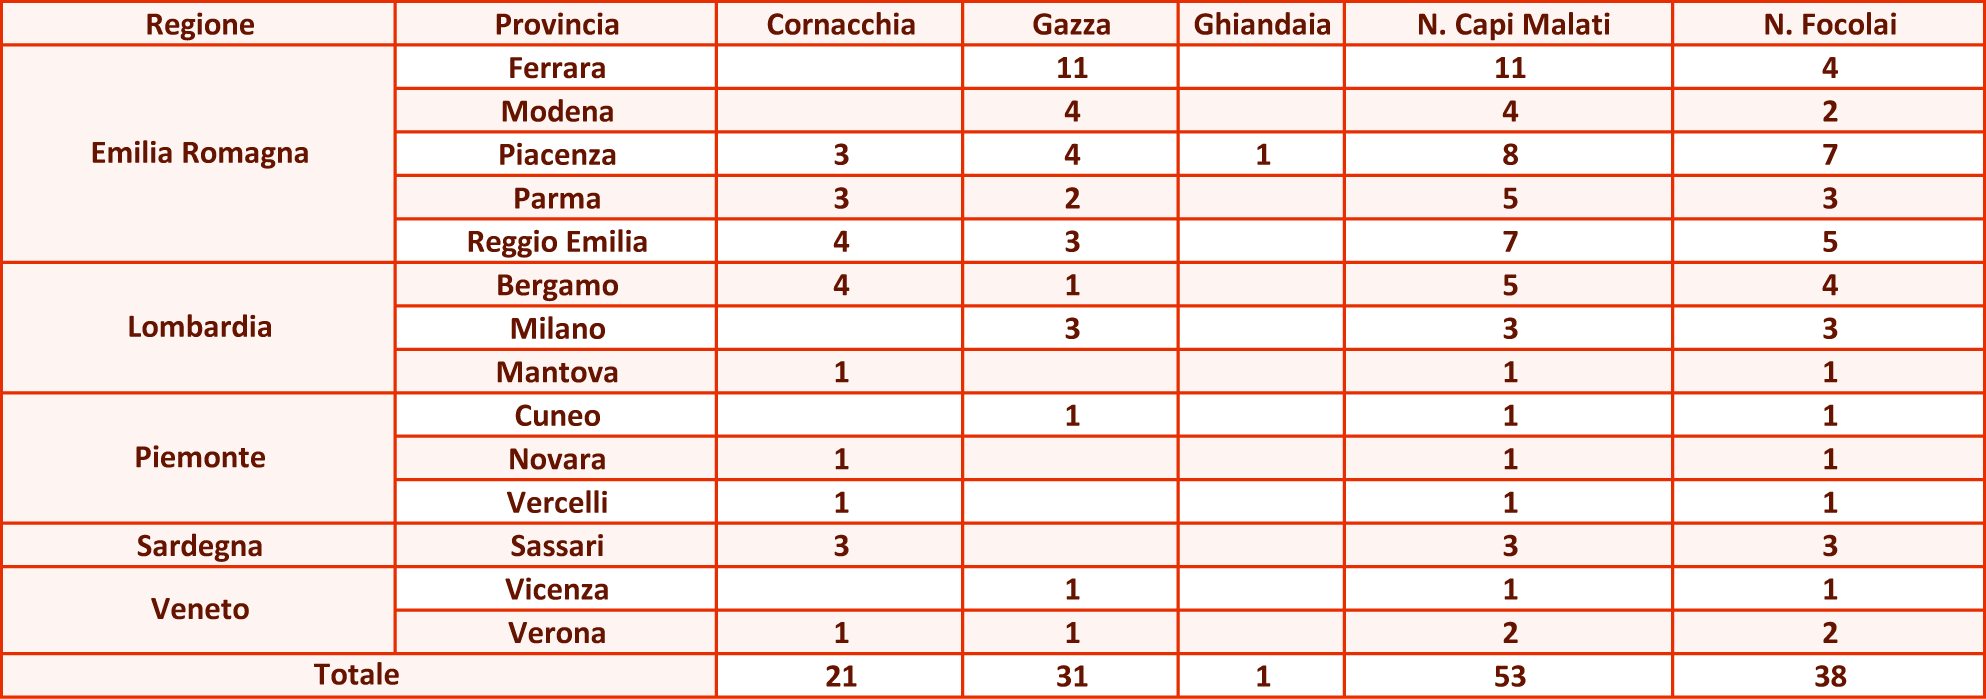 Regione Provincia Cornacchia Gazza Ghiandaia N. Capi Malati N. Focolai
Emilia Romagna Ferrara 11 11 4
Modena 4 4 2
Piacenza 3 4 1 8 7
Parma 3 2 5 3
Reggio Emilia 4 3 7 5
Lombardia Bergamo 4 1 5 4
Milano 3 3 3
Mantova 1 1 1
Piemonte Cuneo 1 1 1
Novara 1 1 1
Vercelli 1 1 1
Sardegna Sassari 3 3 3
Veneto Vicenza 1 1 1
Verona 1 1 2 2
Totale 21 31 1 53 38